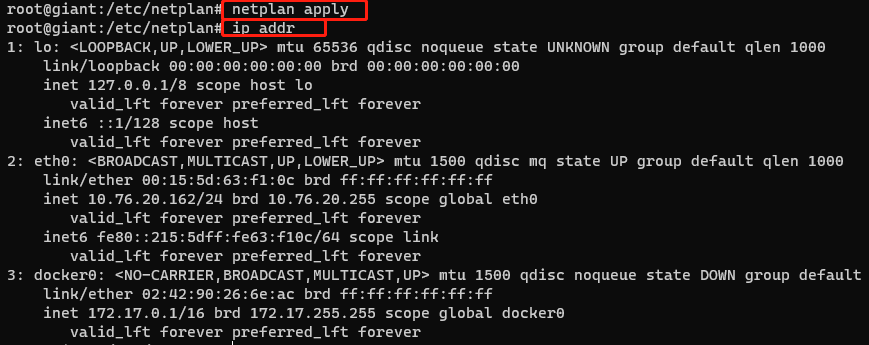 root@giant:/etc/netplan# netplan apply
root@giant:/etc/netplan# ip addr
1: lo: <LOOPBACK,UP,LOWER_UP> mtu 65536 qdisc noqueue state UNKNOWN group default qlen 1000
    link/loopback 00:00:00:00:00:00 brd 00:00:00:00:00:00
    inet 127.0.0.1/8 scope host lo
       valid_lft forever preferred_lft forever
    inet6 ::1/128 scope host
       valid_lft forever preferred_lft forever
2: eth0: <BROADCAST,MULTICAST,UP,LOWER_UP> mtu 1500 qdisc mq state UP group default qlen 1000
    link/ether 00:15:5d:63:f1:0c brd ff:ff:ff:ff:ff:ff
    inet 10.76.20.162/24 brd 10.76.20.255 scope global eth0
       valid_lft forever preferred_lft forever
    inet6 fe80::215:5dff:fe63:f10c/64 scope link
       valid_lft forever preferred_lft forever
3: docker0: <NO-CARRIER,BROADCAST,MULTICAST,UP> mtu 1500 qdisc noqueue state DOWN group default
    link/ether 02:42:90:26:6e:ac brd ff:ff:ff:ff:ff:ff
    inet 172.17.0.1/16 brd 172.17.255.255 scope global docker0
       valid_lft forever preferred_lft forever